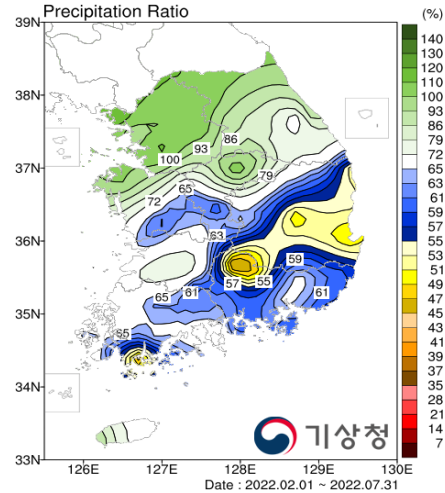 Precipitation Ratio
(%)
39N
38N
37N
36N
35N
34N
33N
126E
127E
128E
129E
130E
140
130
120
110
100
93
86
79
72
65
63
61
59
57
55
53
51
49
47
45
43
41
39
37
35
28
21
14
7
86
93
100
79
65
72
63
59
57
55
61
65
61
65
기상청
Date : 2022.02.01 ~ 2022.07.31